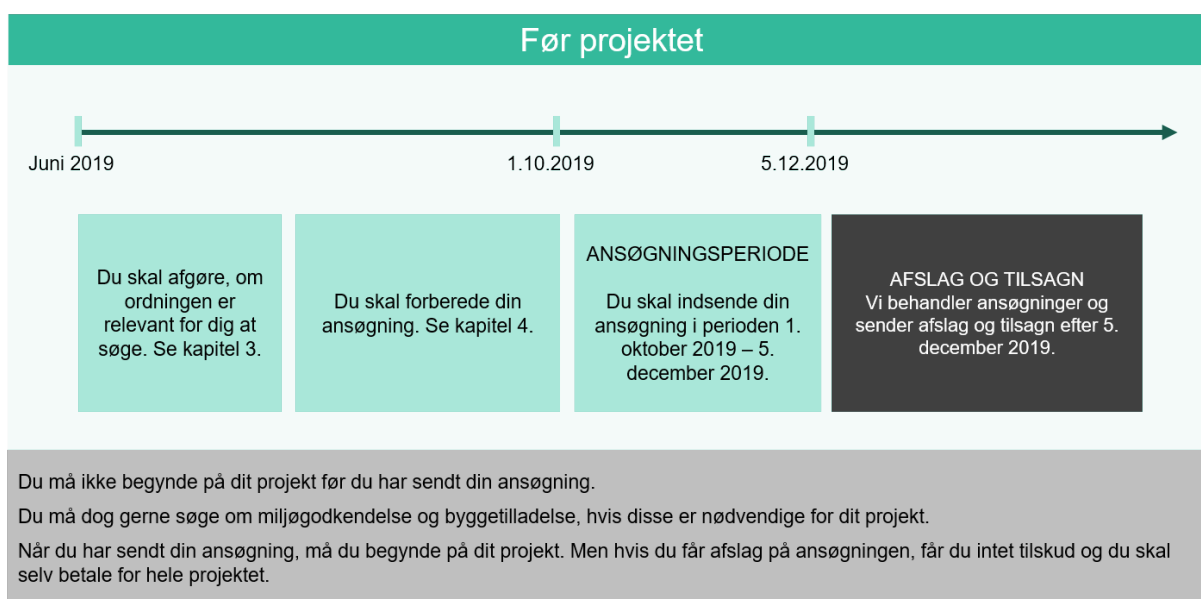 Før projektet
Juni 2019
1.10.2019
5.12.2019
Du skal afgøre, om
ordningen er
relevant for dig at
søge. Se kapitel 3.
Du skal forberede din
ansøgning. Se kapitel 4.
ANSØGNINGSPERIODE
Du skal indsende din
ansøgning i perioden 1.
oktober 2019 – 5.
december 2019.
AFSLAG OG TILSAGN
Vi behandler ansøgninger og
sender afslag og tilsagn efter 5.
december 2019.
Du må ikke begynde på dit projekt før du har sendt din ansøgning.
Du må dog gerne søge om miljøgodkendelse og byggetilladelse, hvis disse er nødvendige for dit projekt.
Når du har sendt din ansøgning, må du begynde på dit projekt. Men hvis du får afslag på ansøgningen, får du intet tilskud og du skal
selv betale for hele projektet.